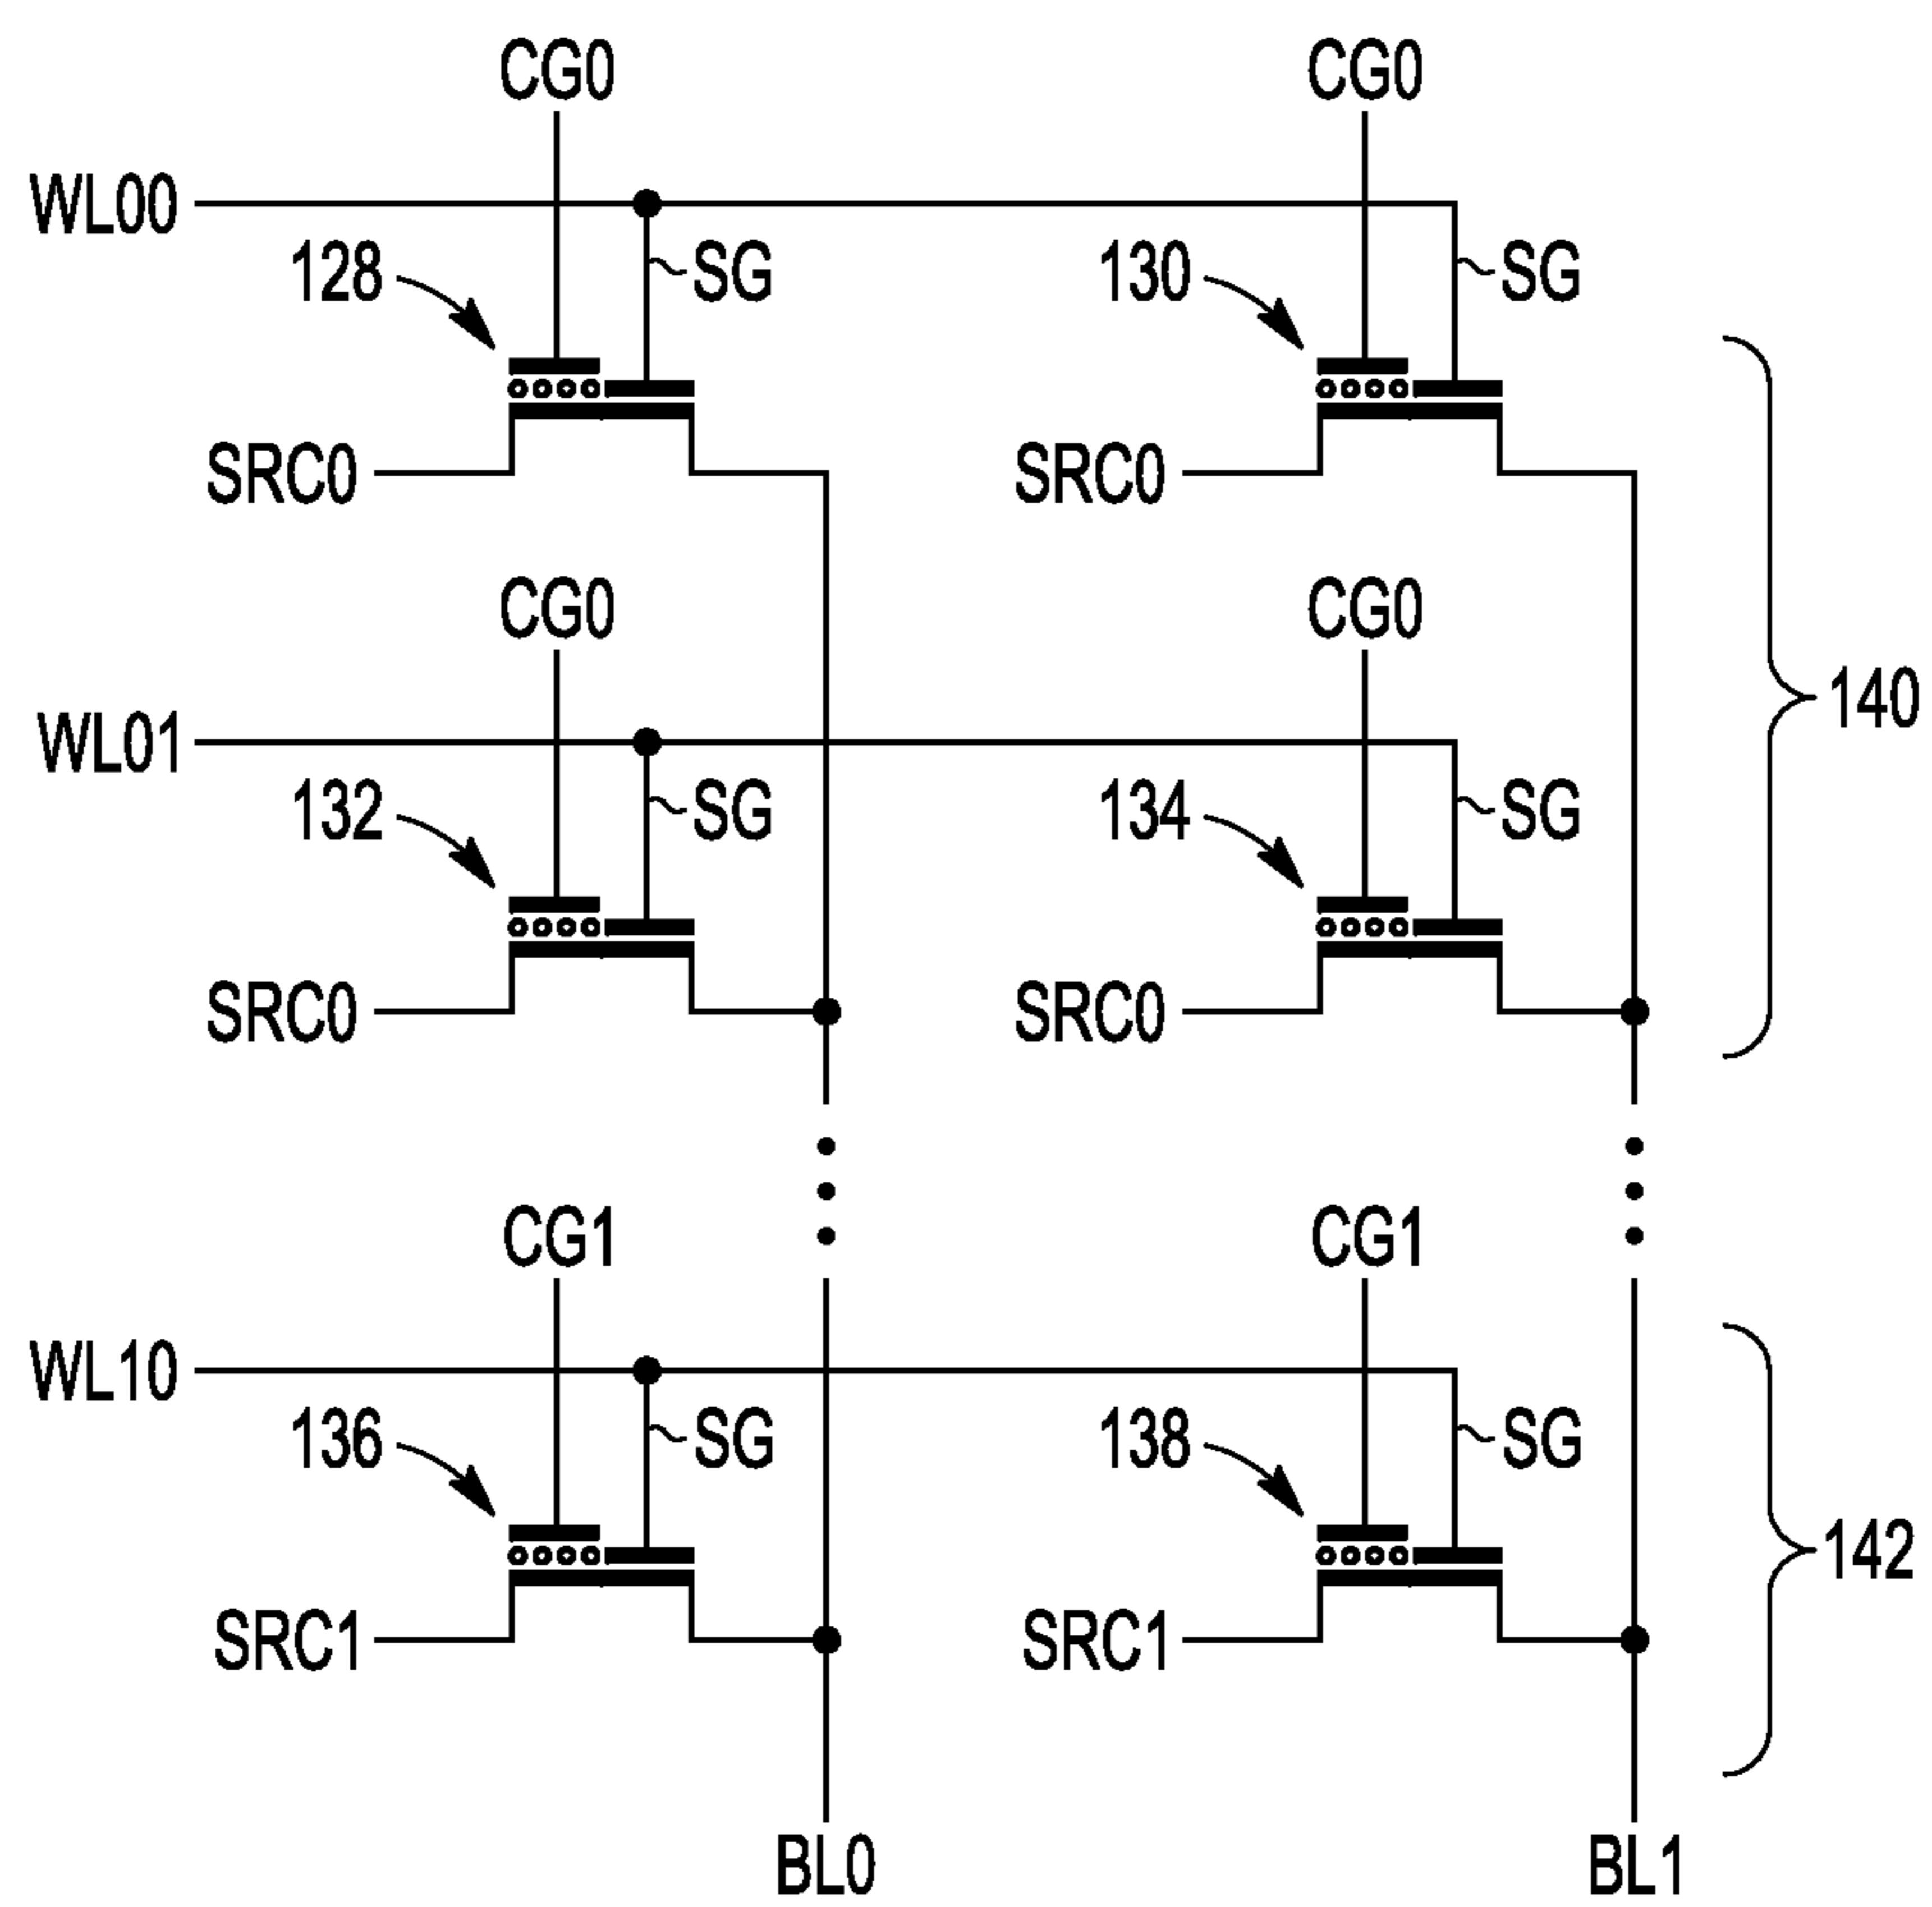 CG0 CG0
WL00
128 SG 130 SG
SRC0 SRC0
CG0 CG0
140
WL01
132 SG 134 SG
SRC0 SRC0
CG1 CG1
WL10
136 SG 138 SG
142
SRC1 SRC1
BL0 BL1